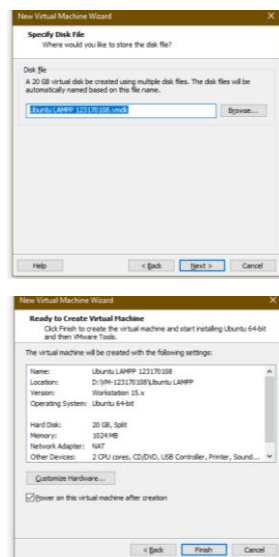 New Virtual Machine Wizard
Specify Disk File
Where would you like to store the disk file?
Disk file
A 20 GB virtual disk be created using multiple disk files. The disk files will be
automatically named based on this file name.
Ubuntu LAMPP 123170108.vmdk
Browse...
Help
< Back
Next >
Cancel
New Virtual Machine Wizard
Ready to Create Virtual Machine
Click Finish to create the virtual machine and start installing Ubuntu 64-bit
and then VMware Tools.
The virtual machine will be created with the following settings:
Name: Ubuntu LAMPP 123170108
Location: D:\VM-123170108\Ubuntu LAMPP
Version: Workstation 15.x
Operating System: Ubuntu 64-bit
Hard Disk: 20 GB, Split
Memory: 1024 MB
Network Adapter: NAT
Other Devices: 2 CPU cores, CD/DVD, USB Controller, Printer, Sound...
Customize Hardware...
Power on this virtual machine after creation
< Back
Finish
Cancel